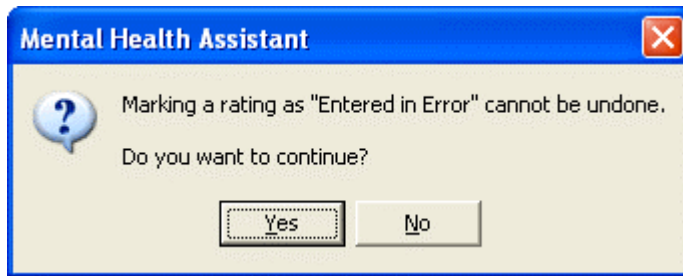 Mental Health Assistant
Marking a rating as "Entered in Error" cannot be undone.
Do you want to continue?
Yes
No